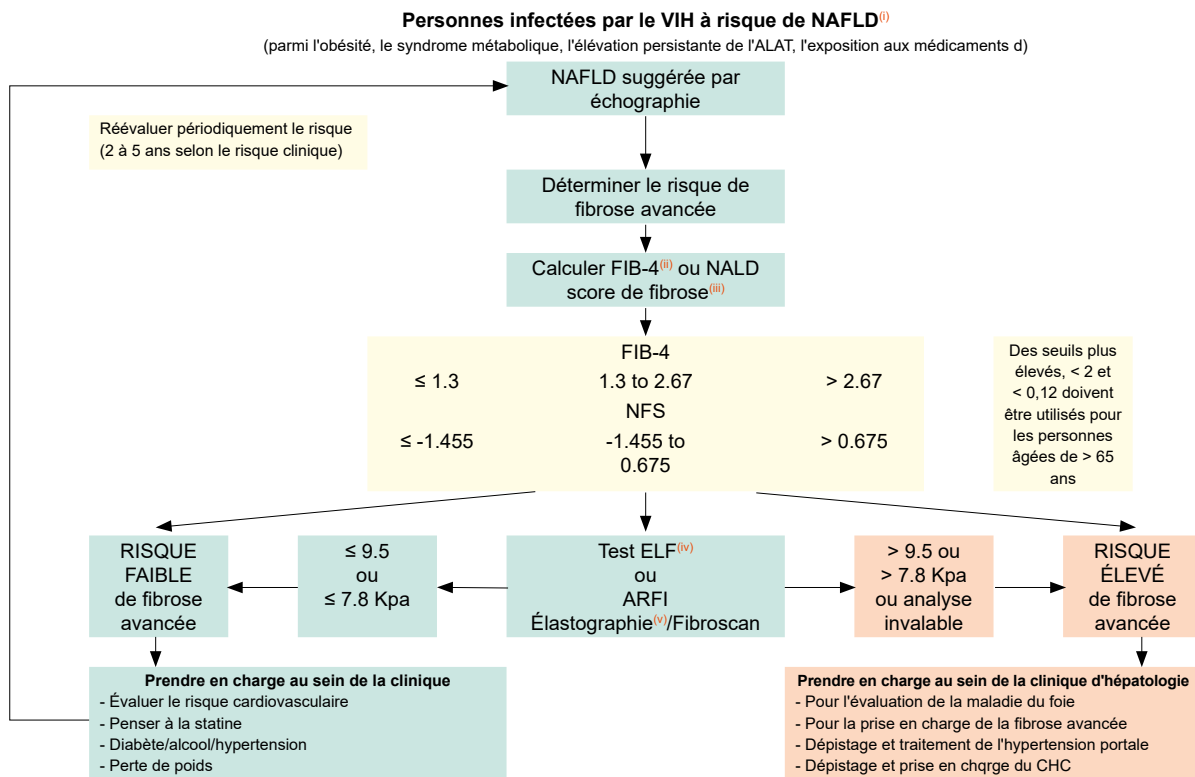 Personnes infectées par le VIH à risque de NAFLD(i)
(parmi l'obésité, le syndrome métabolique, l'élévation persistante de l'ALAT, l'exposition aux médicaments d)
NAFLD suggérée par
échographie
Réévaluer périodiquement le risque
(2 à 5 ans selon le risque clinique)
Déterminer le risque de
fibrose avancée
Calculer FIB-4(ii) ou NALD
score de fibrose(iii)
FIB-4
≤ 1.3 1.3 to 2.67 > 2.67
NFS
≤ -1.455 -1.455 to > 0.675
0.675
Des seuils plus
élevés, < 2 et
< 0,12 doivent
être utilisés pour
les personnes
âgées de > 65
ans
RISQUE
FAIBLE
de fibrose
avancée
≤ 9.5
ou
≤ 7.8 Kpa
Test ELF(iv)
ou
ARFI
Élastographie(v)/Fibroscan
> 9.5 ou
> 7.8 Kpa
ou analyse
invalable
RISQUE
ÉLEVÉ
de fibrose
avancée
Prendre en charge au sein de la clinique
- Évaluer le risque cardiovasculaire
- Penser à la statine
- Diabète/alcool/hypertension
- Perte de poids
Prendre en charge au sein de la clinique d'hépatologie
- Pour l'évaluation de la maladie du foie
- Pour la prise en charge de la fibrose avancée
- Dépistage et traitement de l'hypertension portale
- Dépistage et prise en chqrge du CHC